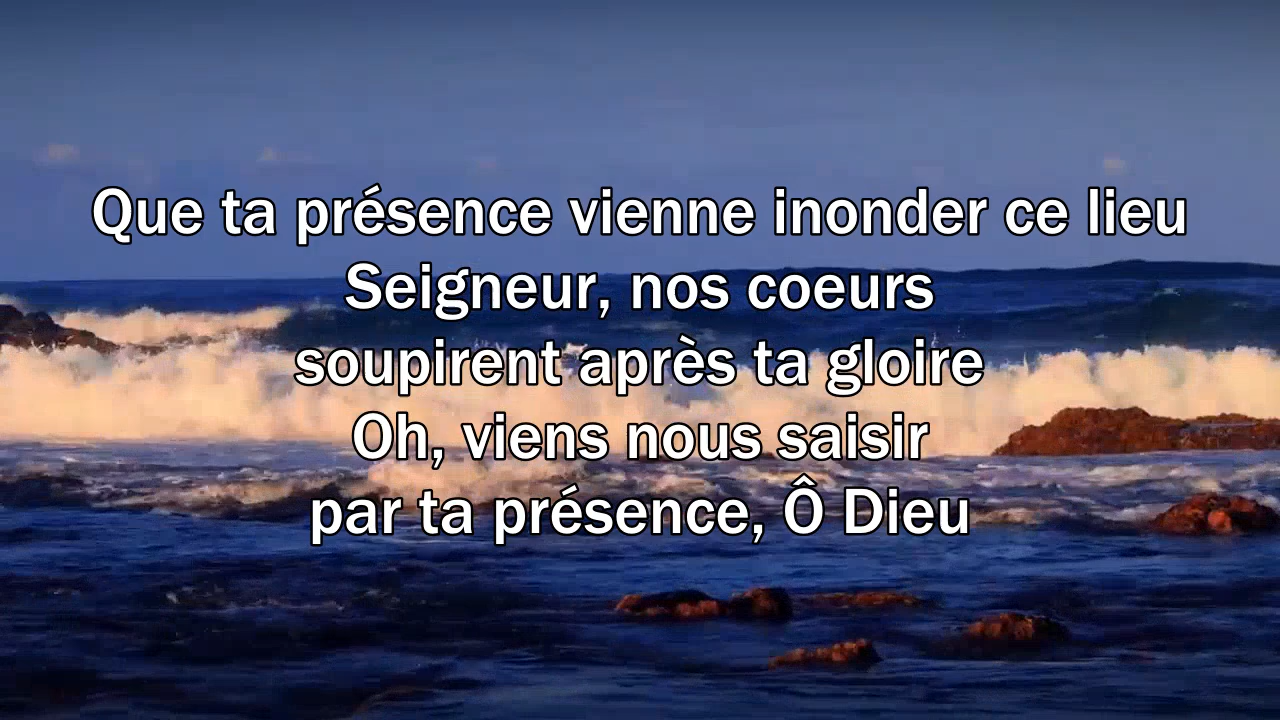 Que ta présence vienne inonder ce lieu
Seigneur, nos coeurs
soupirent après ta gloire
Oh, viens nous saisir
par ta présence, Ô Dieu